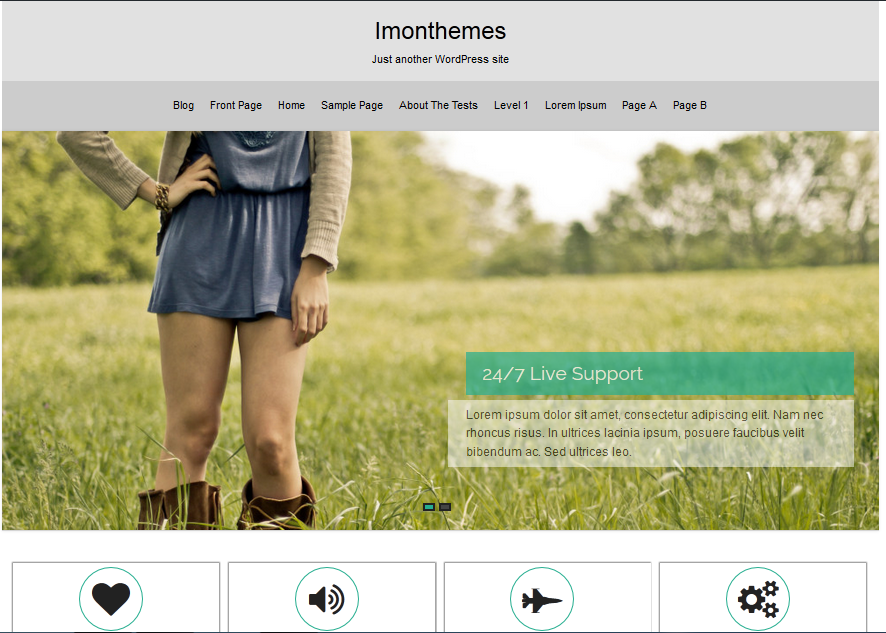 Imonthemes
Just another WordPress site
Blog Front Page Home Sample Page About The Tests Level 1 Lorem Ipsum Page A Page B
24/7 Live Support
Lorem ipsum dolor sit amet, consectetur adipiscing elit. Nam nec
rhoncus risus. In ultrices lacinia ipsum, posuere faucibus velit
bibendum ac. Sed ultrices leo.